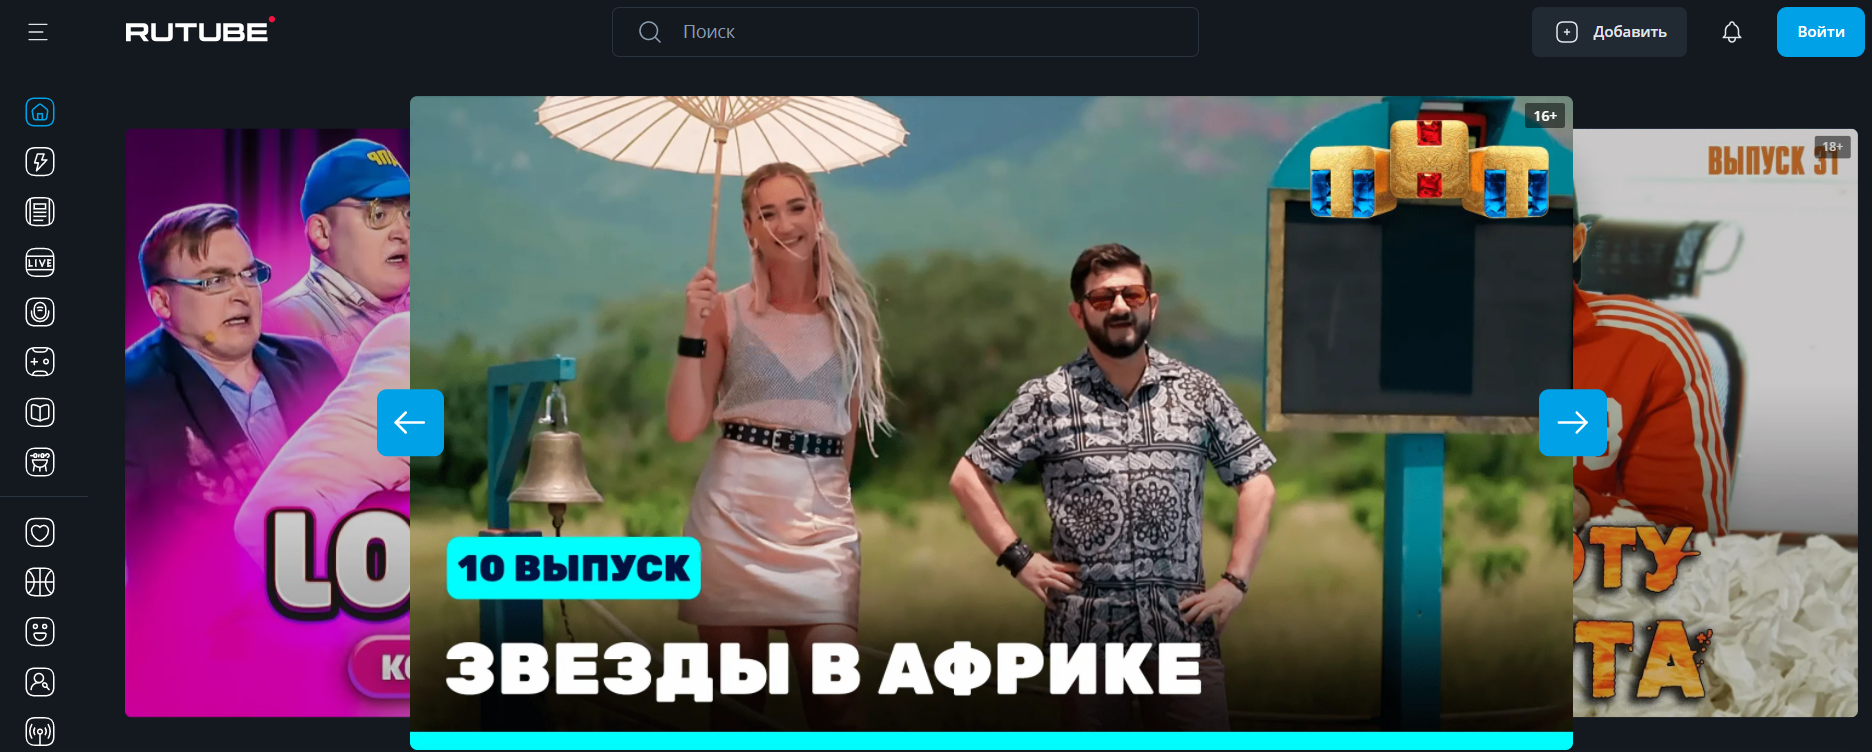 RUTUBE
Поиск
Добавить
Войти
LIVE
16+
ТНТ
18+
ВЫПУСК 31
10 ВЫПУСК
ЗВЕЗДЫ В АФРИКЕ